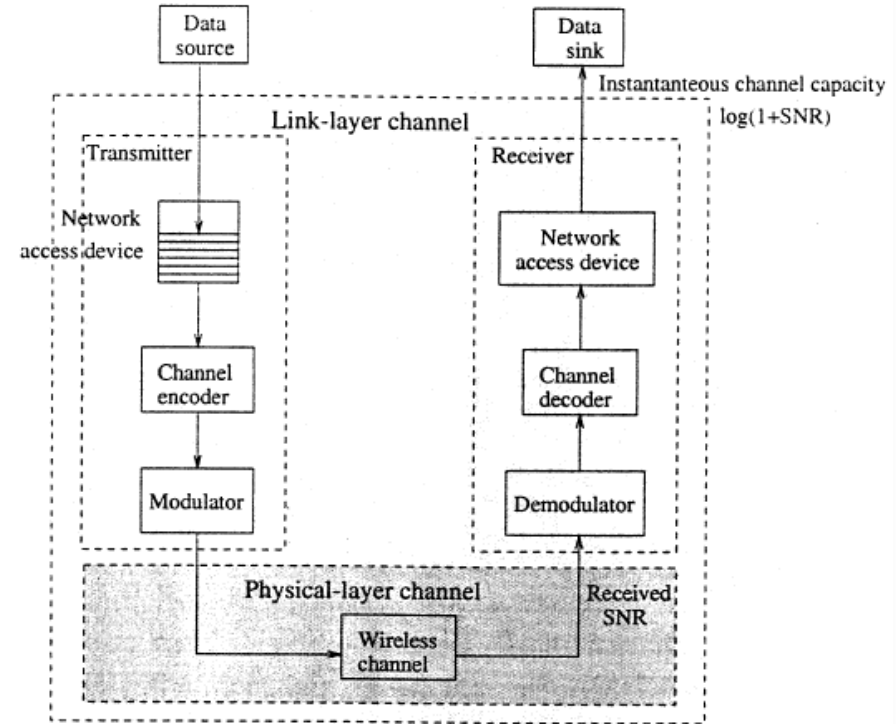 Data
source
Data
sink
Instantanteous channel capacity
log(1+SNR)
Link-layer channel
Transmitter
Receiver
Network
access device
Network
access device
Channel
encoder
Channel
decoder
Modulator
Demodulator
Physical-layer channel
Received
SNR
Wireless
channel